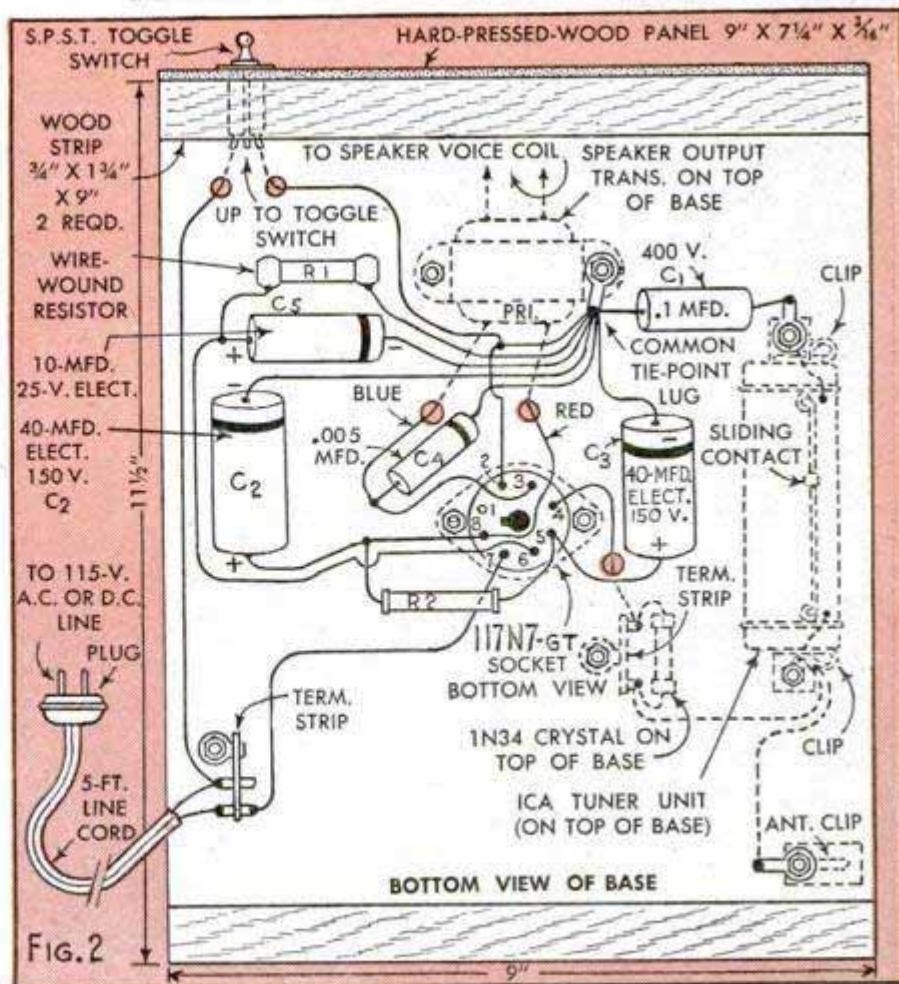 S.P.S.T. TOGGLE
SWITCH
HARD-PRESSED-WOOD PANEL 9" X 7¼" X 3/16"
WOOD
STRIP
¾" X 1¾"
X 9"
2 REQD.
UP TO TOGGLE
SWITCH
TO SPEAKER VOICE COIL
SPEAKER OUTPUT
TRANS. ON TOP
OF BASE
WIRE-
WOUND
RESISTOR
R1
400 V.
C1
.1 MFD.
CLIP
C5
+
-
PRI.
COMMON
TIE-POINT
LUG
10-MFD.
25-V. ELECT.
BLUE
RED
40-MFD.
ELECT.
150 V.
C2
-
C2
+
.005
MFD.
C4
C3
-
40-MFD.
ELECT.
150 V.
+
SLIDING
CONTACT
11½"
1
2
3
4
5
6
7
8
R2
TERM.
STRIP
117N7-GT
SOCKET
BOTTOM VIEW
TO 115-V.
A.C. OR D.C.
LINE
PLUG
TERM.
STRIP
1N34 CRYSTAL ON
TOP OF BASE
CLIP
5-FT.
LINE
CORD
ICA TUNER UNIT
(ON TOP OF BASE)
ANT. CLIP
BOTTOM VIEW OF BASE
FIG.2
9"